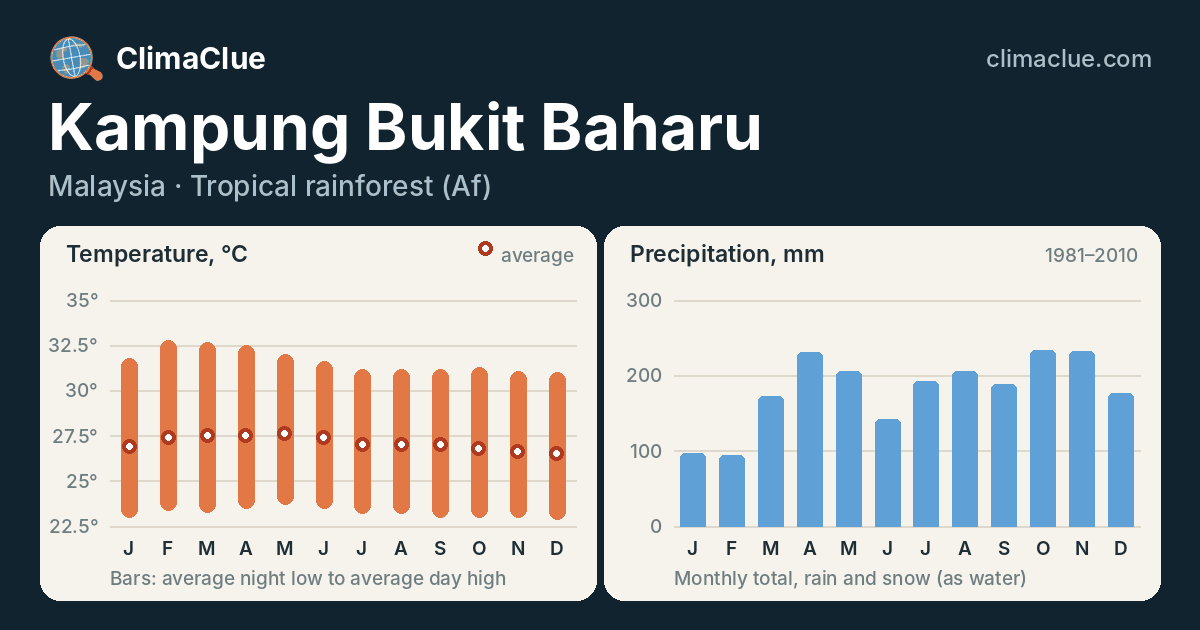 ClimaClue
climaclue.com
Kampung Bukit Baharu
Malaysia · Tropical rainforest (Af)
Temperature, °C
average
35°
32.5°
30°
27.5°
25°
22.5°
J F M A M J J A S O N D
Bars: average night low to average day high
Precipitation, mm
1981–2010
300
200
100
0
J F M A M J J A S O N D
Monthly total, rain and snow (as water)